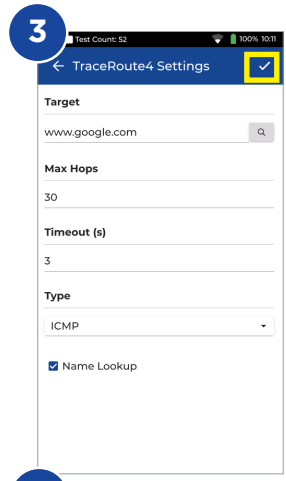 3
Test Count: 52 100% 10:11
TraceRoute4 Settings
Target
www.google.com
Max Hops
30
Timeout (s)
3
Type
ICMP
Name Lookup